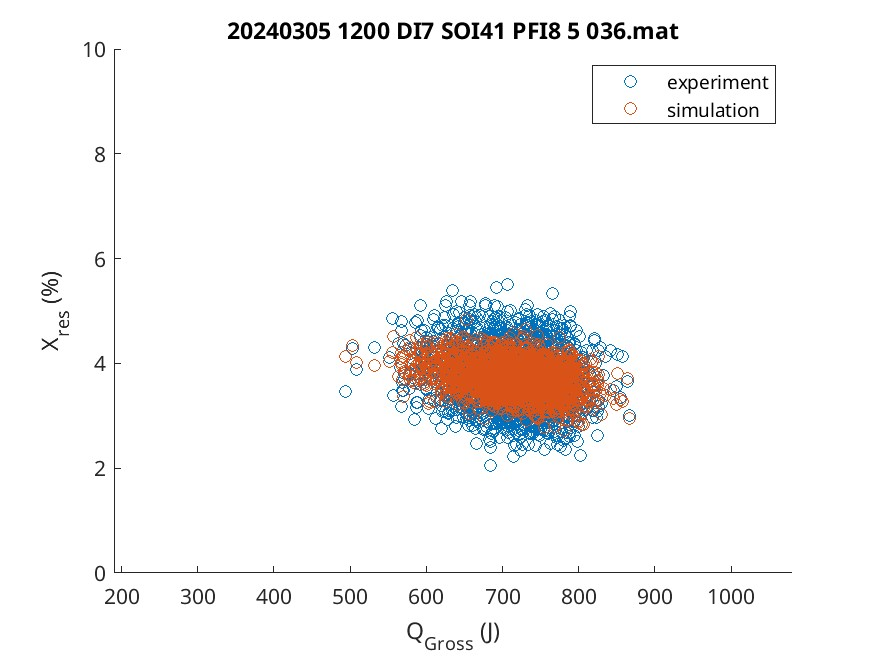 20240305 1200 DI7 SOI41 PFI8 5 036.mat
10
experiment
simulation
8
6
X_res (%)
4
2
0
200 300 400 500 600 700 800 900 1000
Q_Gross (J)